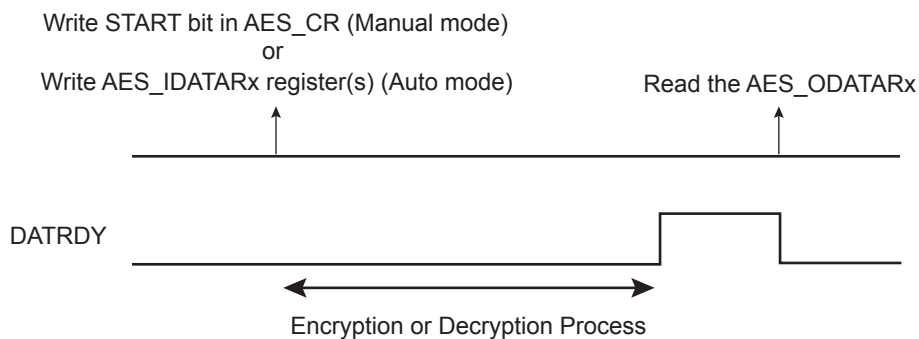 Write START bit in AES_CR (Manual mode)
or
Write AES_IDATARx register(s) (Auto mode)
Read the AES_ODATARx
DATRDY
Encryption or Decryption Process